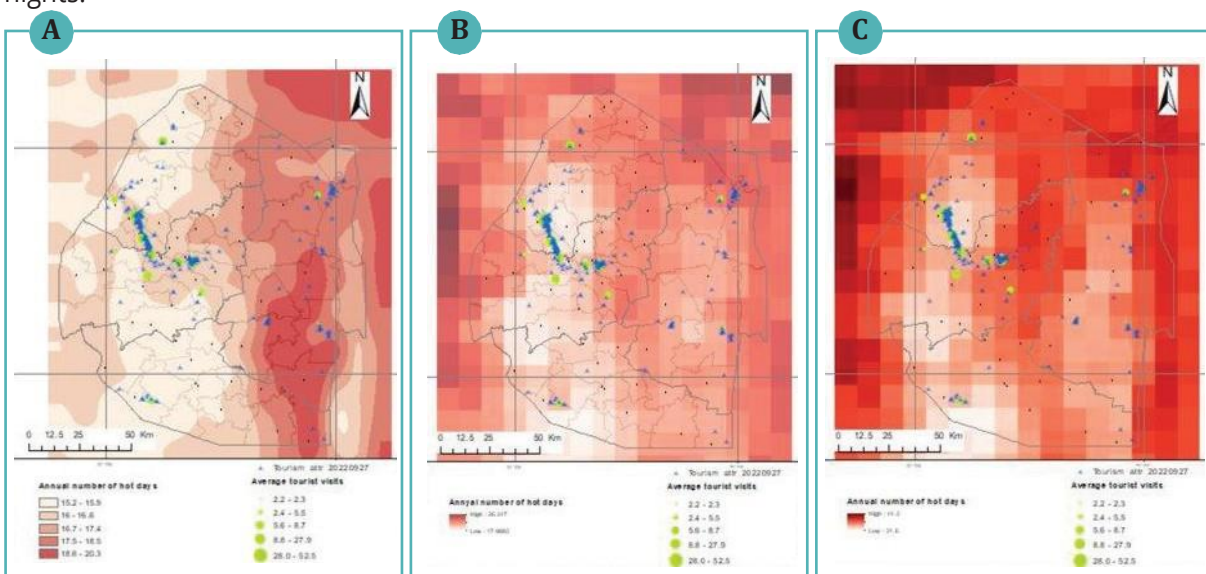 nights.
A
B
C
N
N
N
0 12.5 25 50 Km
0 12.5 25 50 Km
0 12.5 25 50 Km
Tourism attr 20220927
Annual number of hot days
15.2 - 15.9
16 - 16.6
16.7 - 17.4
17.5 - 18.5
18.6 - 20.3
Average tourist visits
2.2 - 2.3
2.4 - 5.5
5.6 - 8.7
8.8 - 27.9
28.0 - 52.5
Tourism attr 20220927
Annyal number of hot days
High
Low
Average tourist visits
2.2 - 2.3
2.4 - 5.5
5.6 - 8.7
8.8 - 27.9
28.0 - 52.5
Tourism attr 20220927
Annual number of hot days
High
Low
Average tourist visits
2.2 - 2.3
2.4 - 5.5
5.6 - 8.7
8.8 - 27.9
28.0 - 52.5